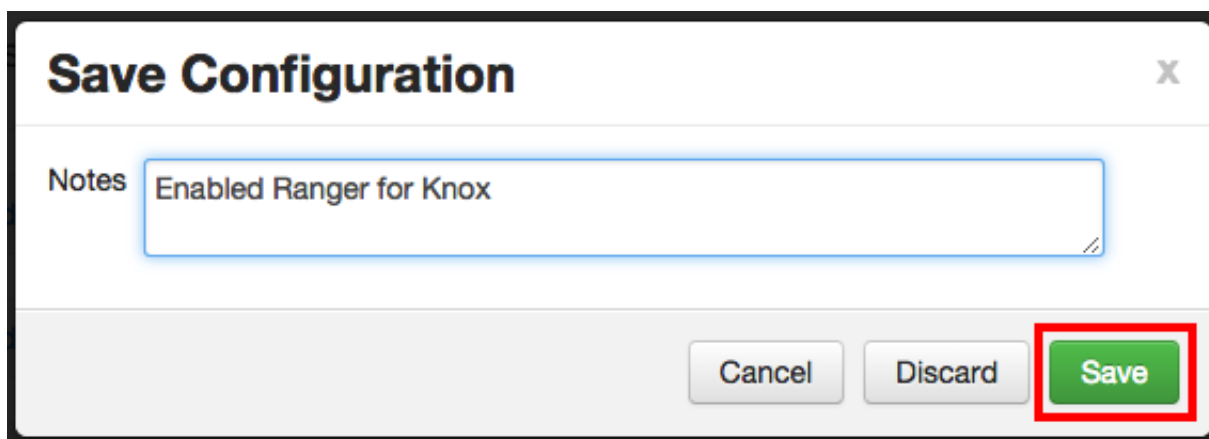 Save Configuration x
Notes Enabled Ranger for Knox
Cancel Discard Save